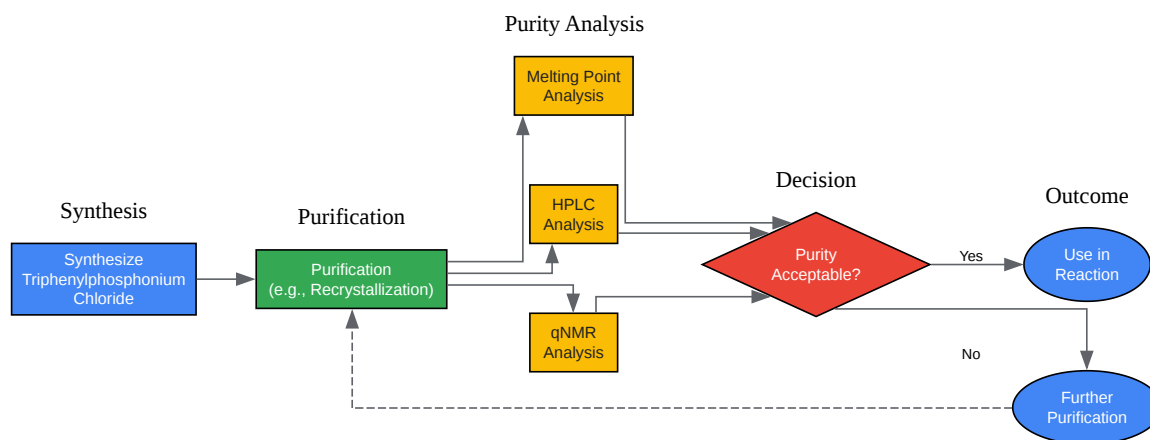 Purity Analysis
Melting Point
Analysis
HPLC
Analysis
qNMR
Analysis
Synthesis
Synthesize
Triphenylphosphonium
Chloride
Purification
Purification
(e.g., Recrystallization)
Decision
Purity
Acceptable?
Yes
No
Outcome
Use in
Reaction
Further
Purification